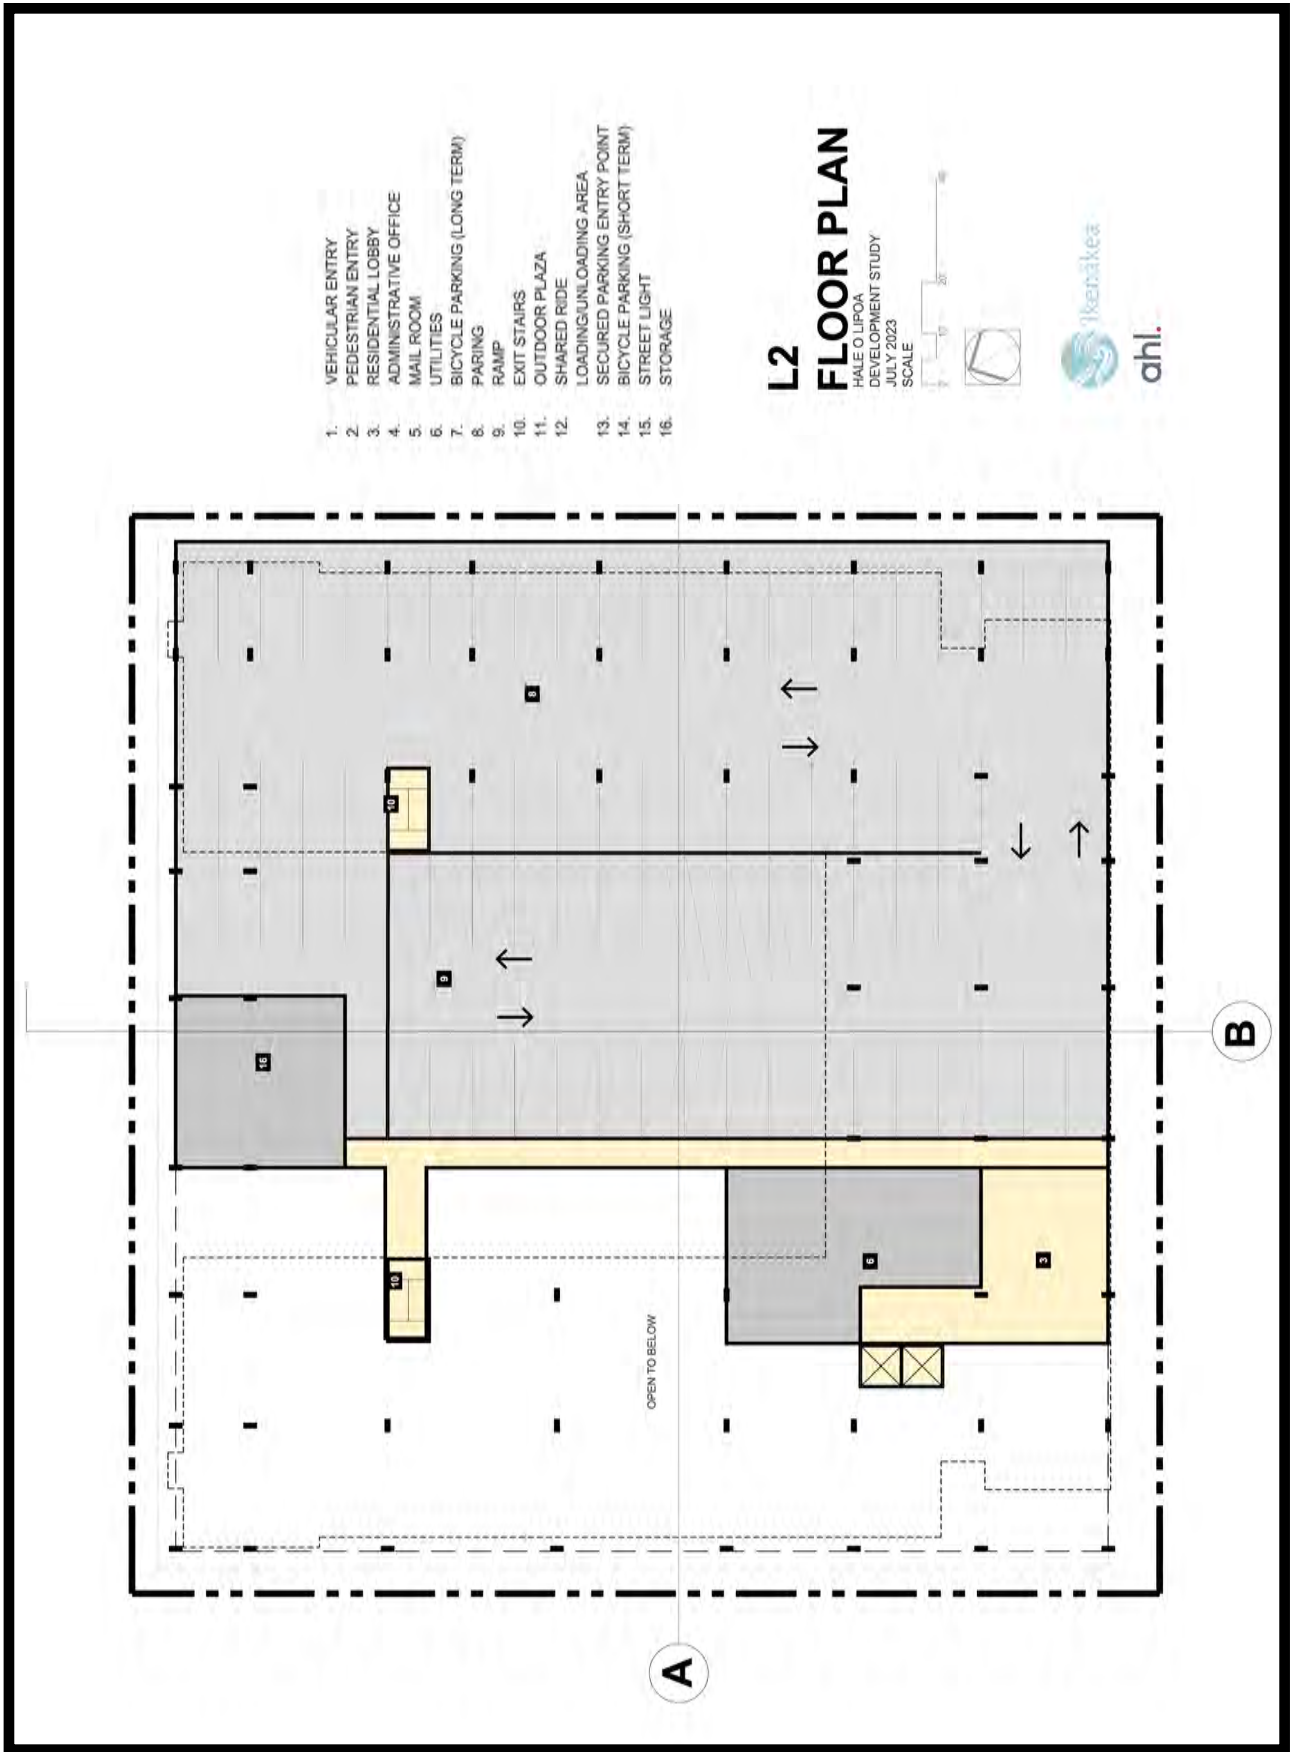 1. VEHICULAR ENTRY
2. PEDESTRIAN ENTRY
3. RESIDENTIAL LOBBY
4. ADMINISTRATIVE OFFICE
5. MAIL ROOM
6. UTILITIES
7. BICYCLE PARKING (LONG TERM)
8. PARING
9. RAMP
10. EXIT STAIRS
11. OUTDOOR PLAZA
12. SHARED RIDE
LOADING/UNLOADING AREA
13. SECURED PARKING ENTRY POINT
14. BICYCLE PARKING (SHORT TERM)
15. STREET LIGHT
16. STORAGE
L2
FLOOR PLAN
HALE O LIPOA
DEVELOPMENT STUDY
JULY 2023
SCALE
10
20
ahl.
8
10
9
16
10
6
3
OPEN TO BELOW
A
B